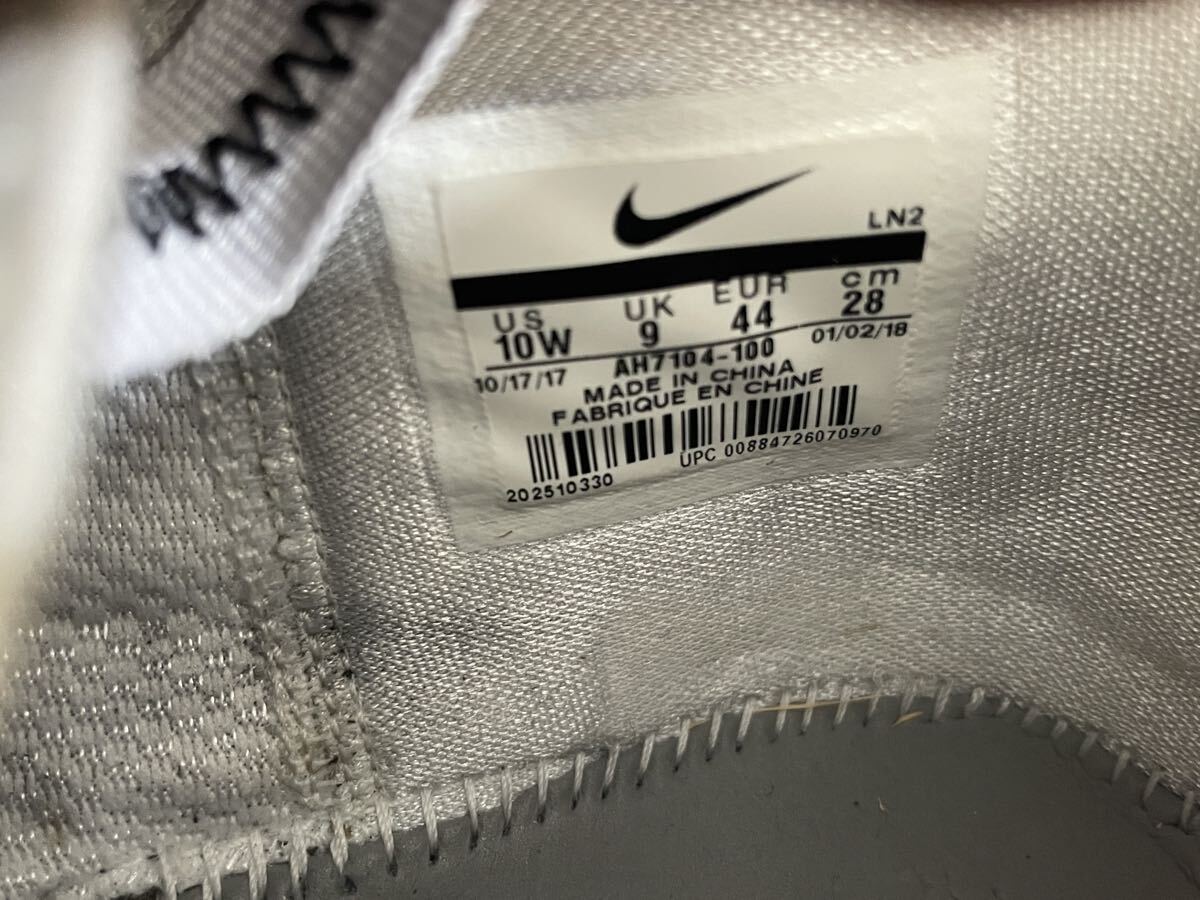 LN2
US UK EUR cm
10W 9 44 28
10/17/17 AH7104-100 01/02/18
MADE IN CHINA
FABRIQUE EN CHINE
UPC 00884726070970
202510330